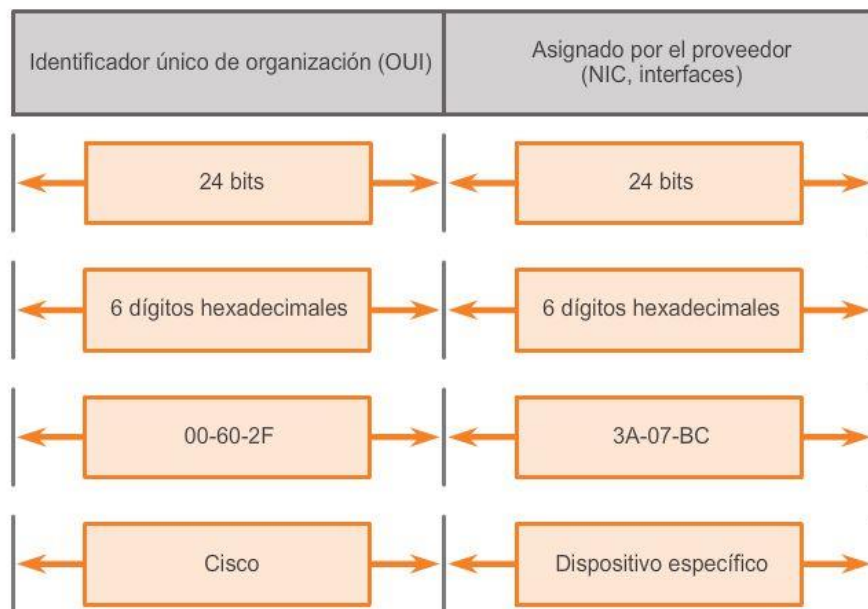 Identificador único de organización (OUI)
Asignado por el proveedor
(NIC, interfaces)
24 bits
24 bits
6 dígitos hexadecimales
6 dígitos hexadecimales
00-60-2F
3A-07-BC
Cisco
Dispositivo específico